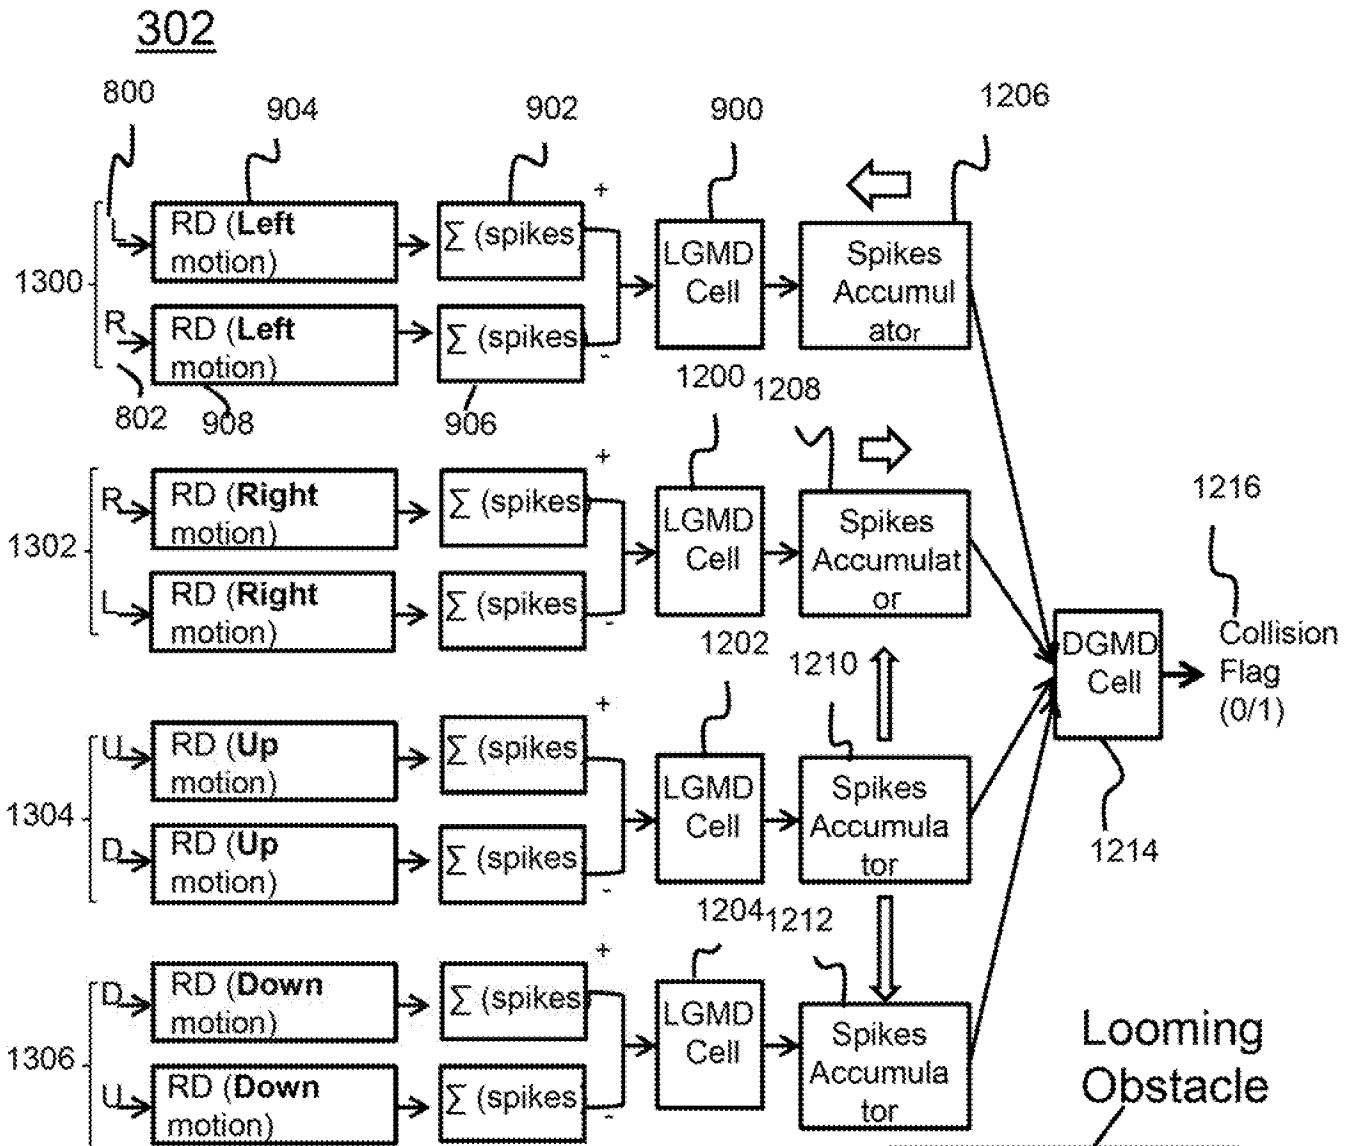 302
800
904
902
900
1206
L
RD (Left
motion)
Σ (spikes
+
LGMD
Cell
Spikes
Accumul
ator
1300
R
RD (Left
motion)
Σ (spikes
-
802
908
906
1200
1208
R
RD (Right
motion)
Σ (spikes
+
LGMD
Cell
Spikes
Accumulat
or
1216
1302
L
RD (Right
motion)
Σ (spikes
-
1202
1210
DGMD
Cell
Collision
Flag
(0/1)
U
RD (Up
motion)
Σ (spikes
+
LGMD
Cell
Spikes
Accumula
tor
1304
D
RD (Up
motion)
Σ (spikes
-
1214
1204
1212
D
RD (Down
motion)
Σ (spikes
+
LGMD
Cell
Spikes
Accumula
tor
1306
U
RD (Down
motion)
Σ (spikes
-
Looming
Obstacle